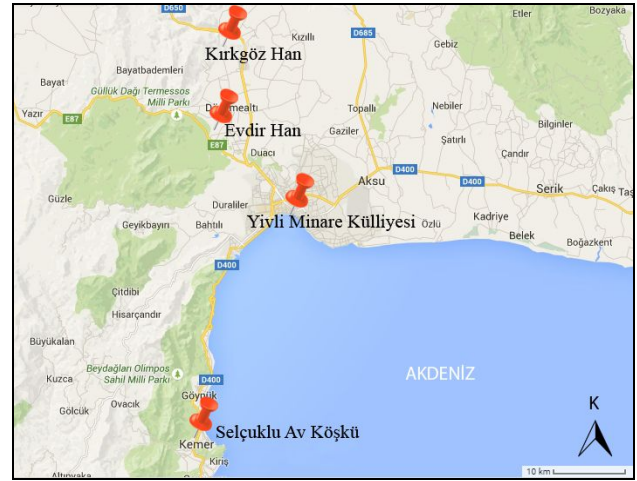 D650
Etler
Bozyaka
Kızıllı
D685
Kırkgöz Han
Gebiz
Bayat
Bayatbademleri
Güllük Dağı Termessos
Milli Parkı
Topallı
Nebiler
Yazır
E87
Evdir Han
Gaziler
Bilginler
Şatırlı
E87
Duacı
Çandır
Aksu
D400
D400
Güzle
Duraliler
Serik
Çakış
Yivli Minare Külliyesi
Geyikbayırı
Bahtılı
Özlü
Kadriye
Belek
Boğazkent
D400
Çitdibi
Hisarçandır
Büyükalan
Beydağları Olimpos
Sahil Milli Parkı
AKDENİZ
Kuzca
D400
Göynük
Gölcük
Ovacık
K
Selçuklu Av Köşkü
Kemer
Kiriş
Altınyaka
10 km